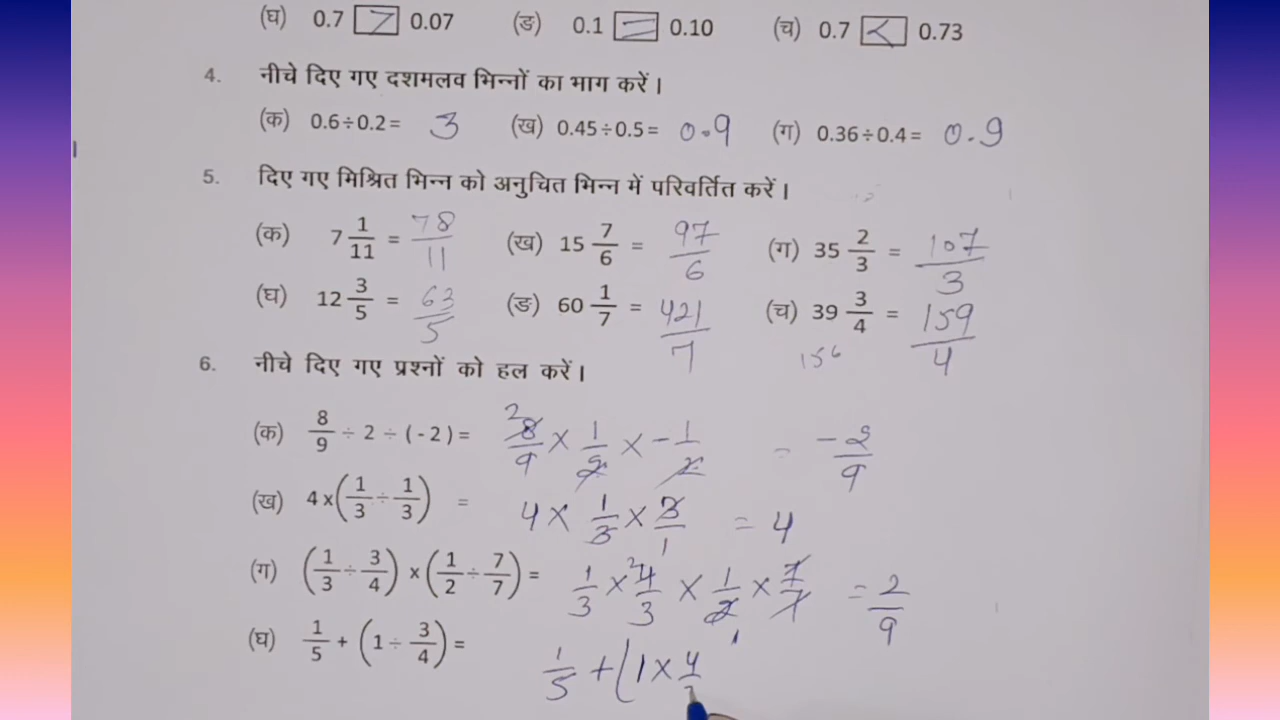 (घ) 0.7 > 0.07 (ङ) 0.1 = 0.10 (च) 0.7 < 0.73
4. नीचे दिए गए दशमलव भिन्नों का भाग करें।
(क) 0.6÷0.2= 3 (ख) 0.45÷0.5= 0.9 (ग) 0.36÷0.4= 0.9
5. दिए गए मिश्रित भिन्न को अनुचित भिन्न में परिवर्तित करें।
(क) 7 1/11 = 78/11 (ख) 15 7/6 = 97/6 (ग) 35 2/3 = 107/3
(घ) 12 3/5 = 63/5 (ङ) 60 1/7 = 421/7 (च) 39 3/4 = 159/4
156
6. नीचे दिए गए प्रश्नों को हल करें।
(क) 8/9 ÷ 2 ÷ (-2) = 2 8/9 × 1/2 × -1/2 = -2/9
(ख) 4x(1/3 ÷ 1/3) = 4 × 1/3 × 3/1 = 4
(ग) (1/3 ÷ 3/4) x (1/2 ÷ 7/7) = 1/3 × 2 4/3 × 1/2 × 7/7 = 2/9
(घ) 1/5 + (1 ÷ 3/4) = 1/5 + (1 × 4/